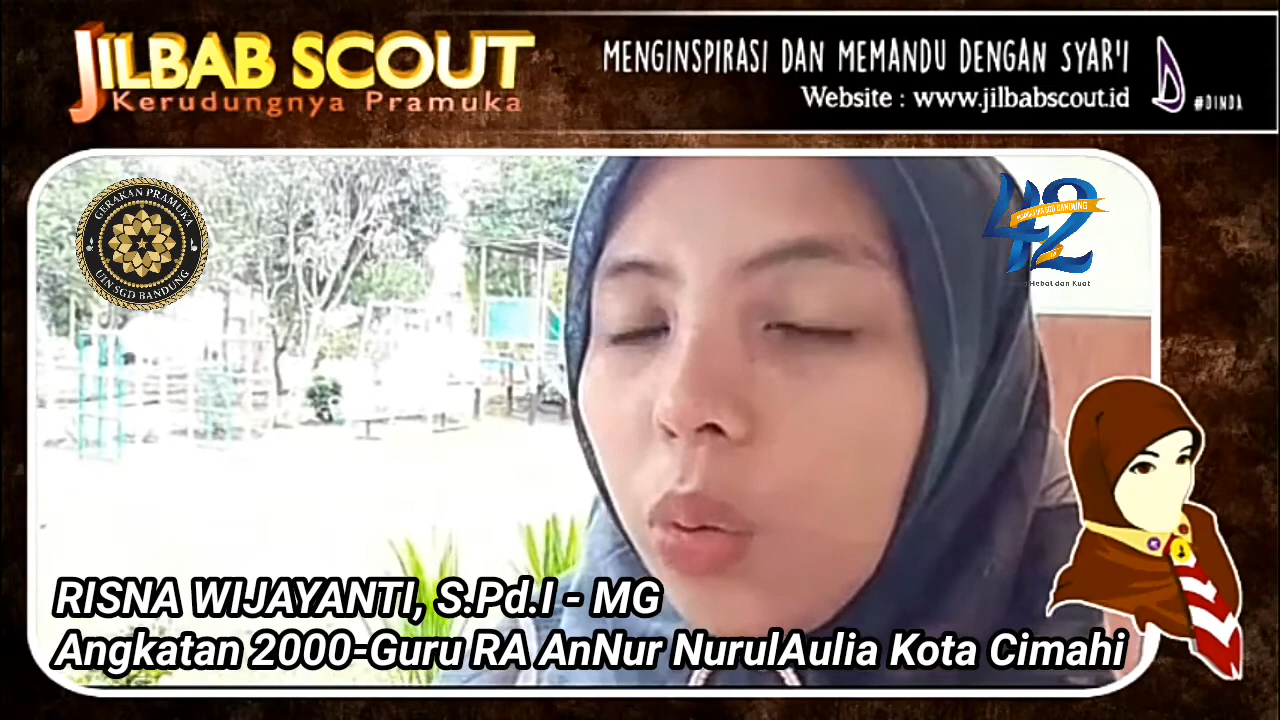 JILBAB SCOUT
Kerudungnya Pramuka
MENGINSPIRASI DAN MEMANDU DENGAN SYAR'I
Website : www.jilbabscout.id
#DINDA
GERAKAN PRAMUKA
UIN SGD BANDUNG
42
Hebat dan Kuat
RISNA WIJAYANTI, S.Pd.I - MG
Angkatan 2000-Guru RA AnNur NurulAulia Kota Cimahi